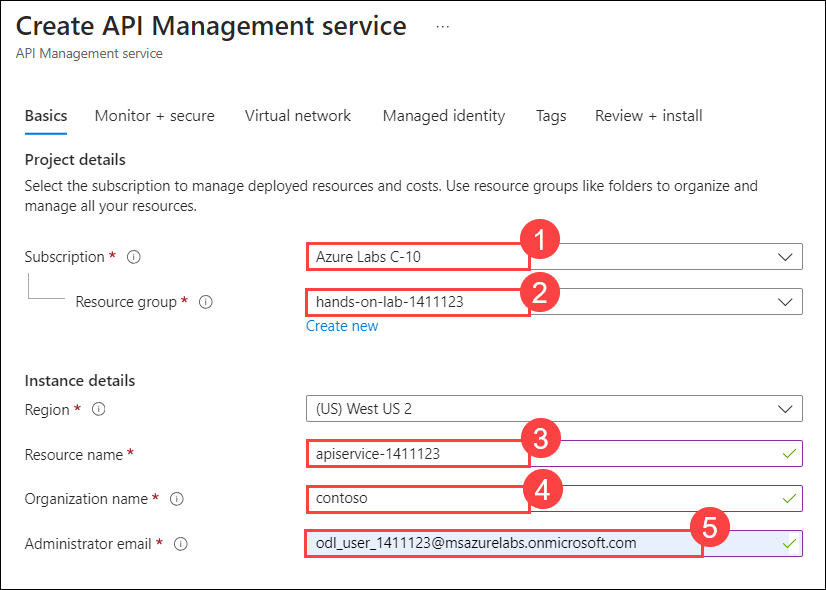 Create API Management service ...
API Management service
Basics Monitor + secure Virtual network Managed identity Tags Review + install
Project details
Select the subscription to manage deployed resources and costs. Use resource groups like folders to organize and
manage all your resources.
Subscription * Azure Labs C-10 1
Resource group * hands-on-lab-1411123 2
Create new
Instance details
Region * (US) West US 2
Resource name * apiservice-1411123 3
Organization name * contoso 4
Administrator email * odl_user_1411123@msazurelabs.onmicrosoft.com 5